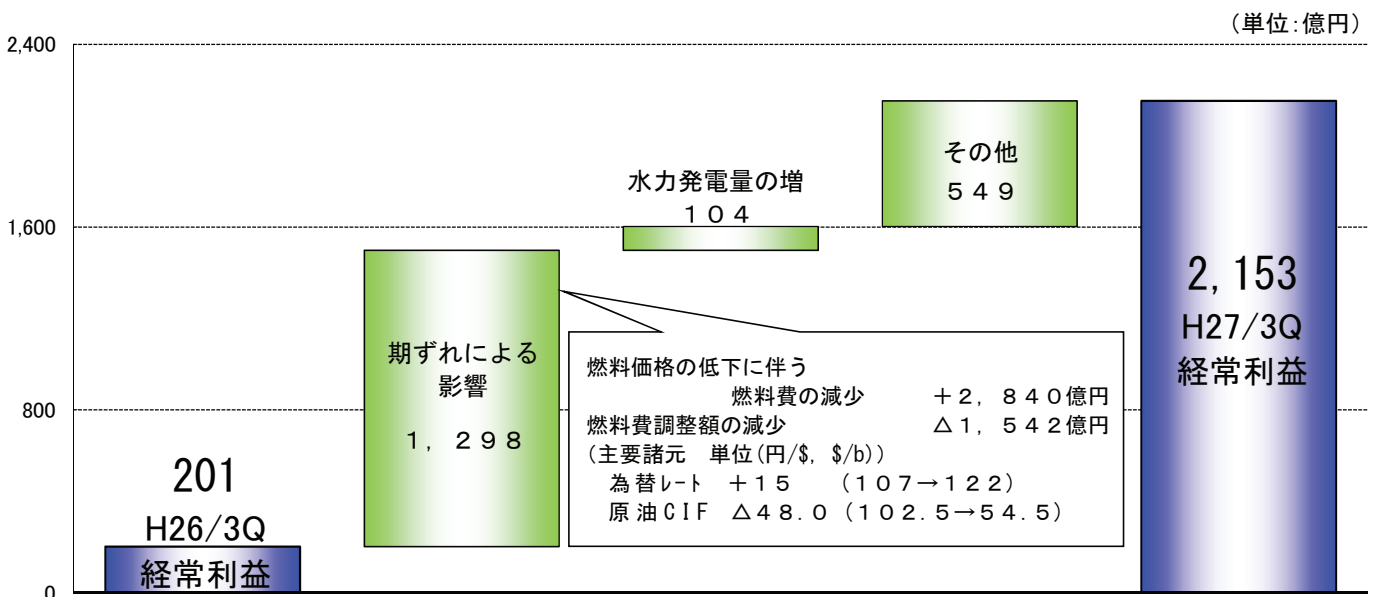 (単位:億円)
2,400
1,600
800
0
201
H26/3Q
経常利益
期ずれによる
影響
1,298
水力発電量の増
104
その他
549
2,153
H27/3Q
経常利益
燃料価格の低下に伴う
燃料費の減少 +2,840億円
燃料費調整額の減少 △1,542億円
(主要諸元 単位(円/$, $/b))
為替レート +15 (107→122)
原油CIF △48.0 (102.5→54.5)